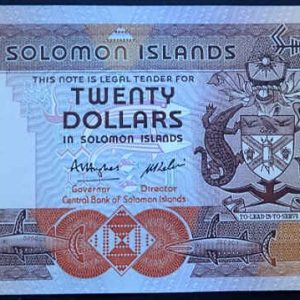 SOLOMON ISLANDS
THIS NOTE IS LEGAL TENDER FOR
TWENTY
DOLLARS
IN SOLOMON ISLANDS
Governor Director
Central Bank of Solomon Islands
TO LEAD IS TO SERVE